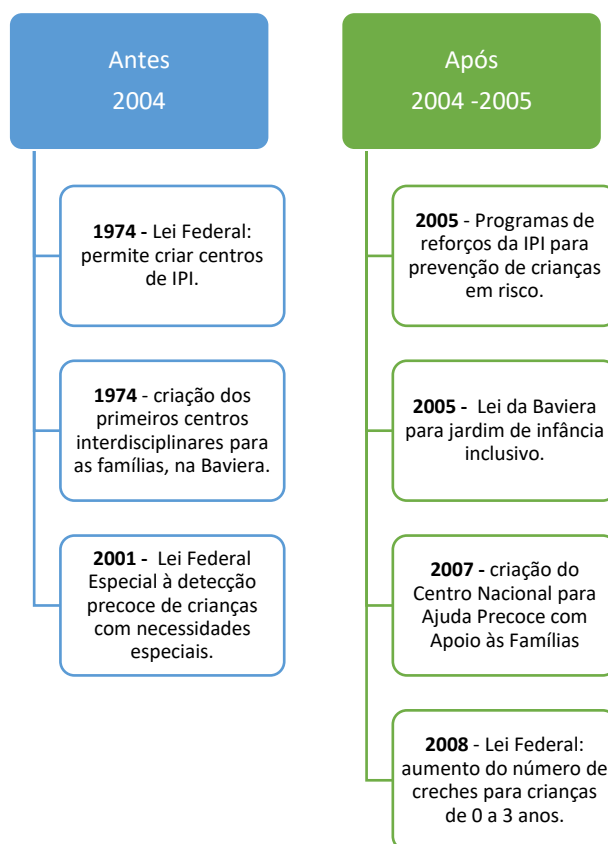 Antes
2004
1974 - Lei Federal:
permite criar centros
de IPI.
1974 - criação dos
primeiros centros
interdisciplinares para
as famílias, na Baviera.
2001 - Lei Federal
Especial à detecção
precoce de crianças
com necessidades
especiais.
Após
2004 -2005
2005 - Programas de
reforços da IPI para
prevenção de crianças
em risco.
2005 - Lei da Baviera
para jardim de infância
inclusivo.
2007 - criação do
Centro Nacional para
Ajuda Precoce com
Apoio às Famílias
2008 - Lei Federal:
aumento do número de
creches para crianças
de 0 a 3 anos.